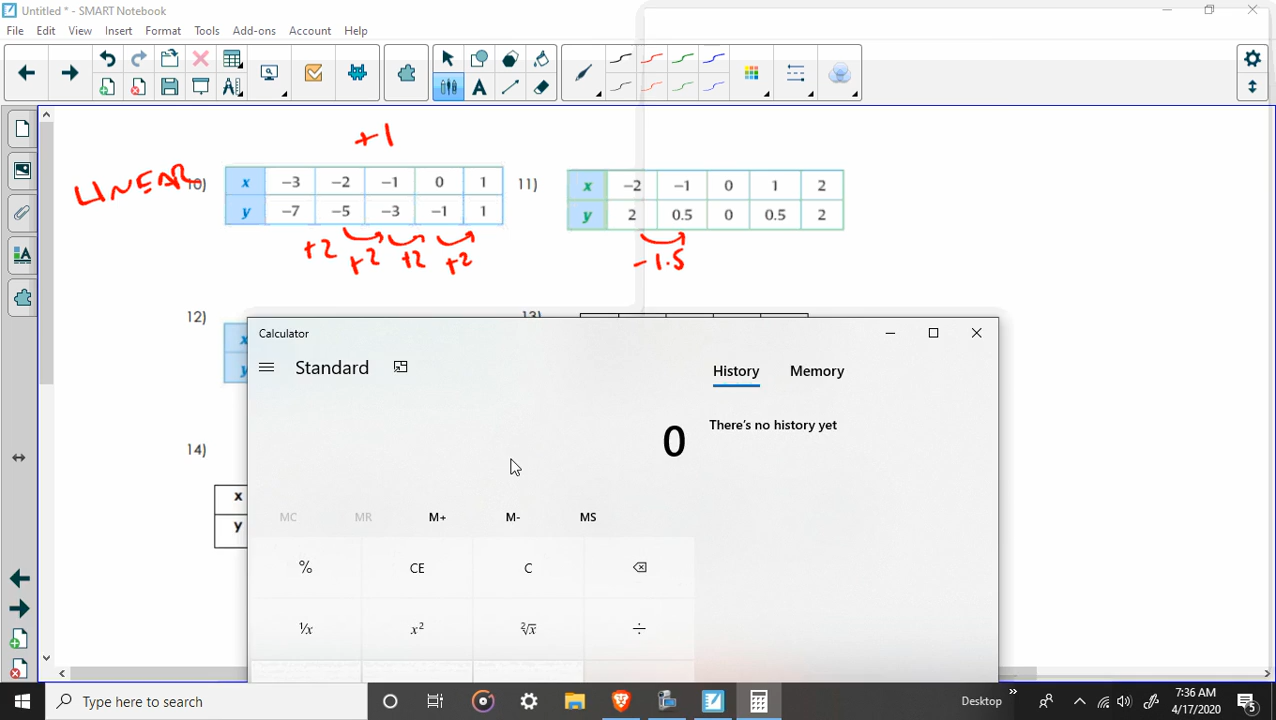 Untitled * - SMART Notebook
File Edit View Insert Format Tools Add-ons Account Help
+1
LINEAR
10)
x -3 -2 -1 0 1
y -7 -5 -3 -1 1
+2 +2 +2 +2
11)
x -2 -1 0 1 2
y 2 0.5 0 0.5 2
-1.5
12)
x
y
13)
14)
x
y
Calculator
Standard
0
History Memory
There's no history yet
MC MR M+ M- MS
% CE C
1/x x² ²√x ÷
Type here to search
Desktop
7:36 AM
4/17/2020
5